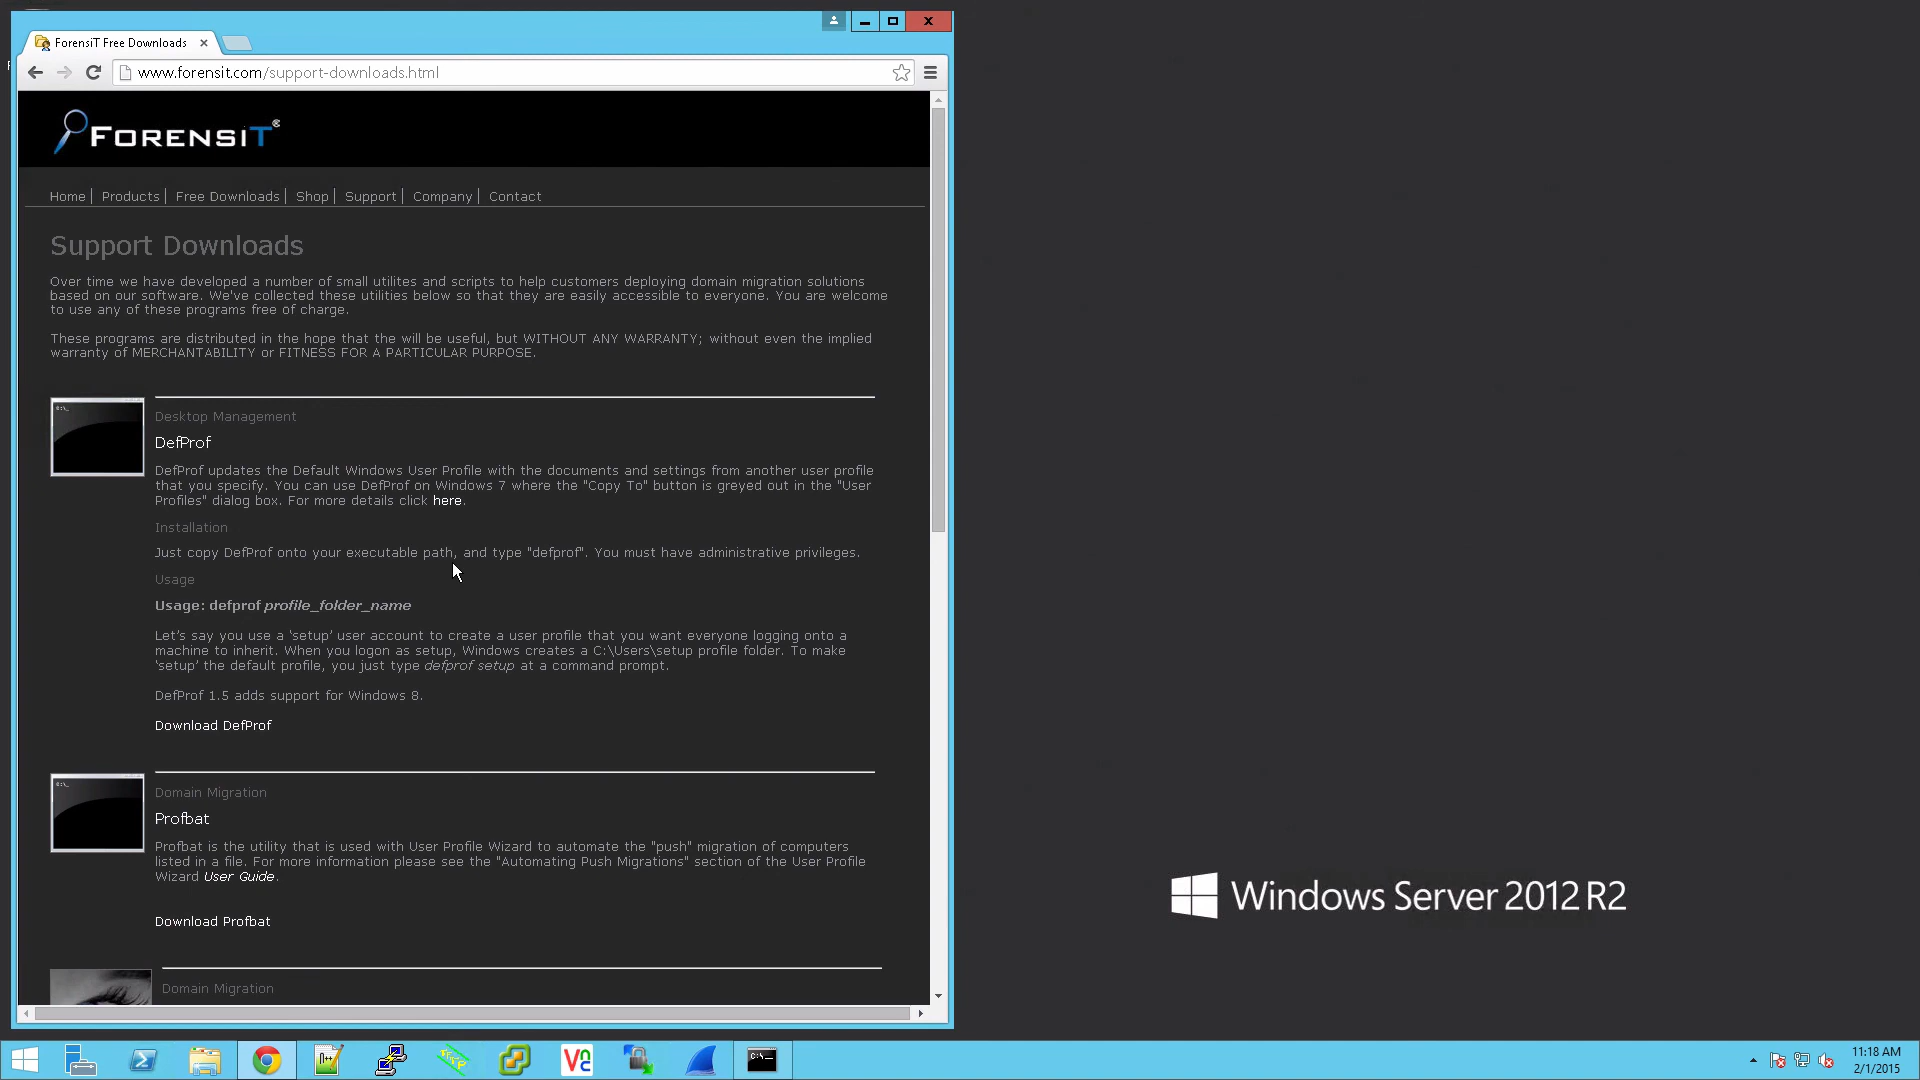 ForensiT Free Downloads
www.forensit.com/support-downloads.html
FORENSIT
Home | Products | Free Downloads | Shop | Support | Company | Contact
Support Downloads
Over time we have developed a number of small utilites and scripts to help customers deploying domain migration solutions
based on our software. We've collected these utilities below so that they are easily accessible to everyone. You are welcome
to use any of these programs free of charge.
These programs are distributed in the hope that the will be useful, but WITHOUT ANY WARRANTY; without even the implied
warranty of MERCHANTABILITY or FITNESS FOR A PARTICULAR PURPOSE.
Desktop Management
DefProf
DefProf updates the Default Windows User Profile with the documents and settings from another user profile
that you specify. You can use DefProf on Windows 7 where the "Copy To" button is greyed out in the "User
Profiles" dialog box. For more details click here.
Installation
Just copy DefProf onto your executable path, and type "defprof". You must have administrative privileges.
Usage
Usage: defprof profile_folder_name
Let's say you use a 'setup' user account to create a user profile that you want everyone logging onto a
machine to inherit. When you logon as setup, Windows creates a C:\Users\setup profile folder. To make
'setup' the default profile, you just type defprof setup at a command prompt.
DefProf 1.5 adds support for Windows 8.
Download DefProf
Domain Migration
Profbat
Profbat is the utility that is used with User Profile Wizard to automate the "push" migration of computers
listed in a file. For more information please see the "Automating Push Migrations" section of the User Profile
Wizard User Guide.
Download Profbat
Domain Migration
Windows Server 2012 R2
11:18 AM
2/1/2015